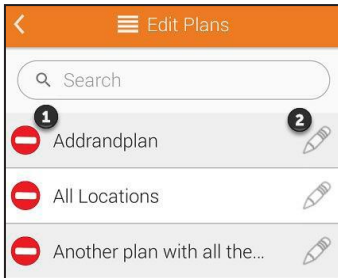 Edit Plans
Search
1
2
Addrandplan
All Locations
Another plan with all the...